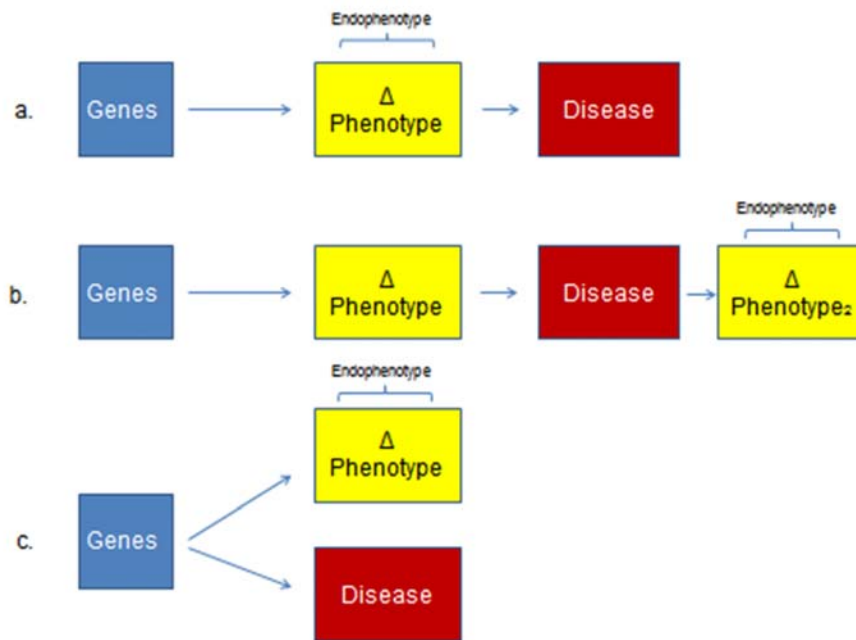 Endophenotype
a.
Genes
Δ
Phenotype
Disease
Endophenotype
b.
Genes
Δ
Phenotype
Disease
Δ
Phenotype₂
Endophenotype
Δ
Phenotype
c.
Genes
Disease